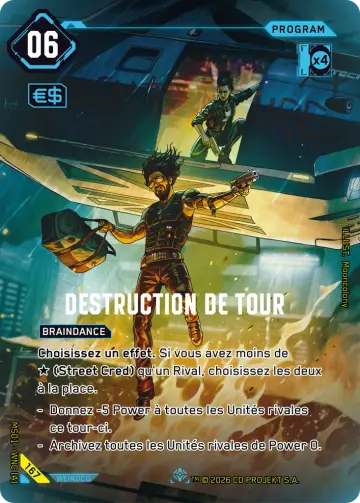 06
PROGRAM
x4
€$
ILLUST. Mooncolony
DESTRUCTION DE TOUR
BRAINDANCE
Choisissez un effet. Si vous avez moins de
★ (Street Cred) qu'un Rival, choisissez les deux
à la place.
- Donnez -5 Power à toutes les Unités rivales
ce tour-ci.
- Archivez toutes les Unités rivales de Power 0.
167
™ © 2026 CD PROJEKT S.A.